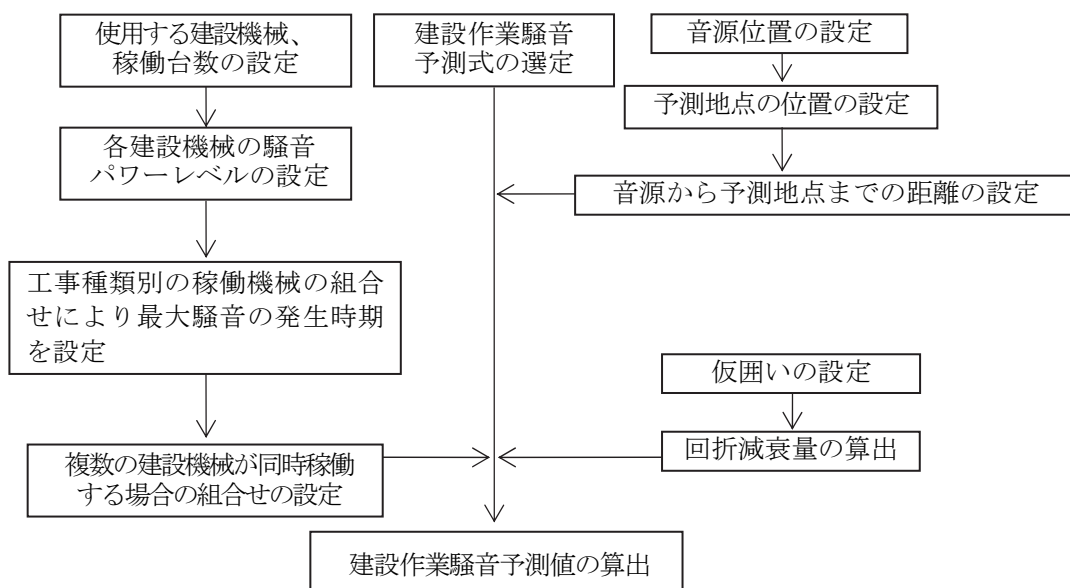 使用する建設機械、
稼働台数の設定
建設作業騒音
予測式の選定
音源位置の設定
予測地点の位置の設定
各建設機械の騒音
パワーレベルの設定
音源から予測地点までの距離の設定
工事種類別の稼働機械の組合
せにより最大騒音の発生時期
を設定
仮囲いの設定
回折減衰量の算出
複数の建設機械が同時稼働
する場合の組合せの設定
建設作業騒音予測値の算出